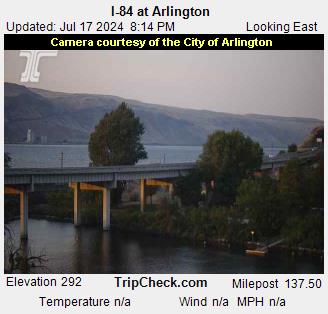 I-84 at Arlington
Updated: Jul 17 2024 8:14 PM Looking East
Camera courtesy of the City of Arlington
Elevation 292 TripCheck.com Milepost 137.50
Temperature n/a Wind n/a MPH n/a